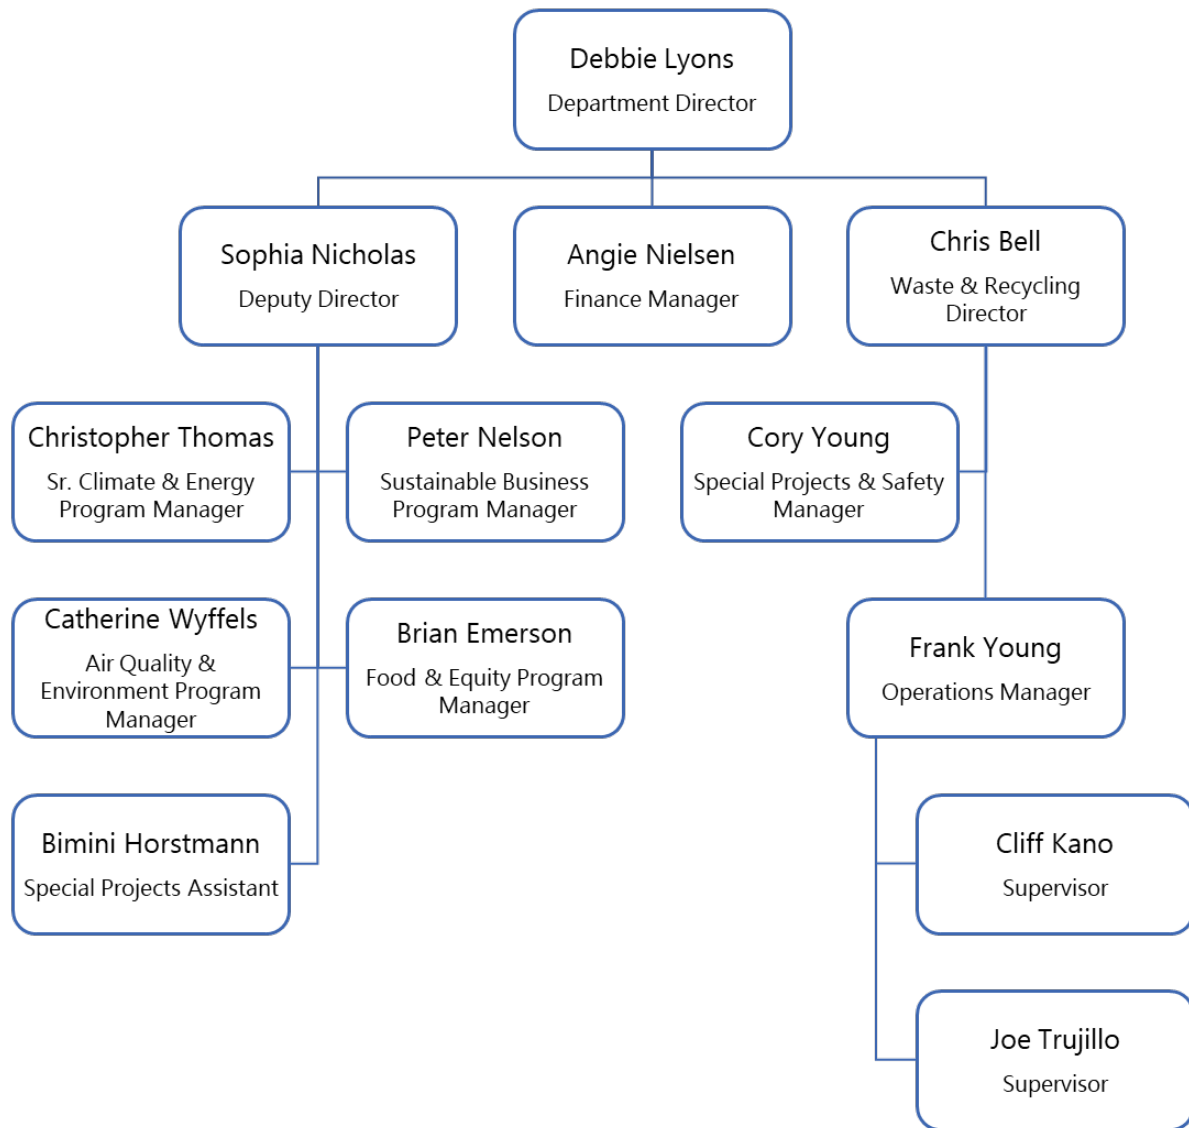 Debbie Lyons
Department Director
Sophia Nicholas
Deputy Director
Angie Nielsen
Finance Manager
Chris Bell
Waste & Recycling
Director
Christopher Thomas
Sr. Climate & Energy
Program Manager
Peter Nelson
Sustainable Business
Program Manager
Cory Young
Special Projects & Safety
Manager
Catherine Wyffels
Air Quality &
Environment Program
Manager
Brian Emerson
Food & Equity Program
Manager
Frank Young
Operations Manager
Bimini Horstmann
Special Projects Assistant
Cliff Kano
Supervisor
Joe Trujillo
Supervisor